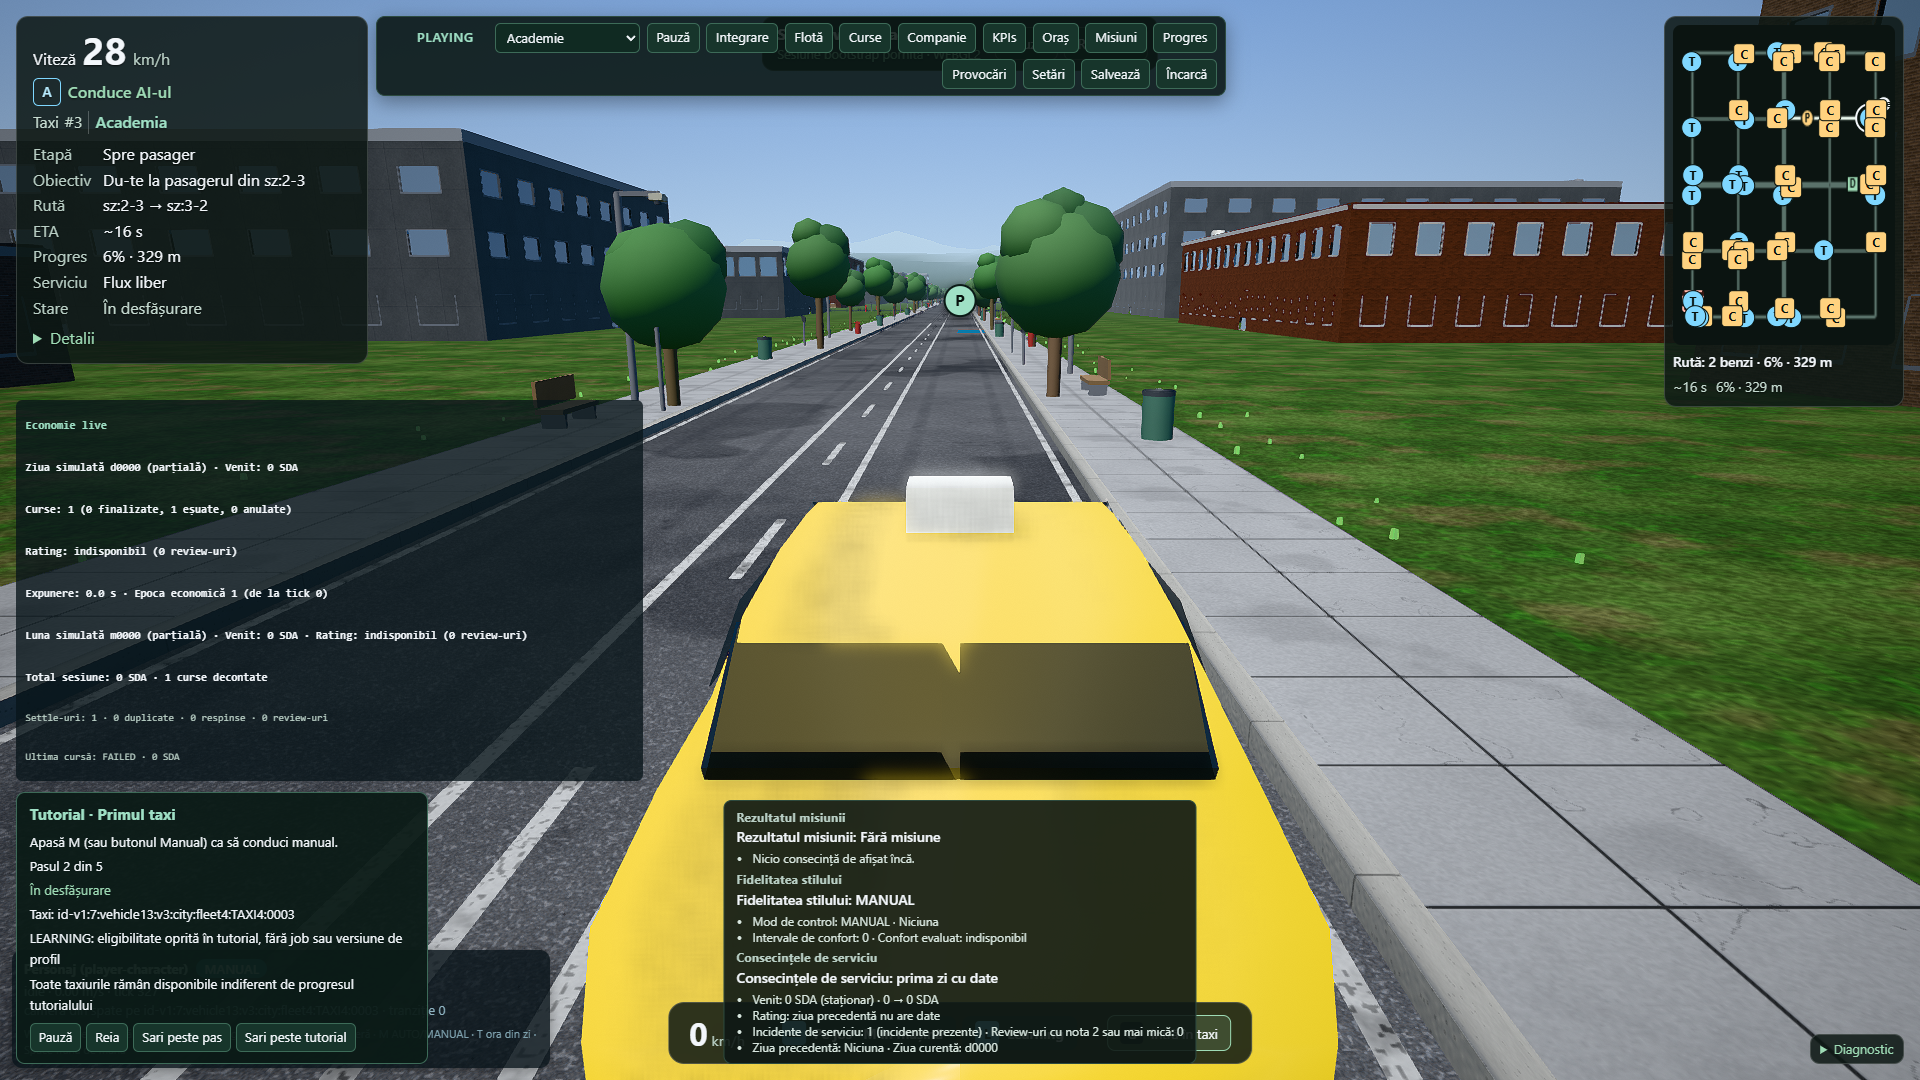 Viteză 28 km/h
A Conduce AI-ul
Taxi #3 Academia
Etapă Spre pasager
Obiectiv Du-te la pasagerul din sz:2-3
Rută sz:2-3 → sz:3-2
ETA ~16 s
Progres 6% · 329 m
Serviciu Flux liber
Stare În desfășurare
▶ Detalii
PLAYING Academie Pauză Integrare Flotă Curse Companie KPIs Oraș Misiuni Progres
Provocări Setări Salvează Încarcă
Rută: 2 benzi · 6% · 329 m
~16 s 6% · 329 m
P
Economie live
Ziua simulată d0000 (parțială) · Venit: 0 SDA
Curse: 1 (0 finalizate, 1 eșuate, 0 anulate)
Rating: indisponibil (0 review-uri)
Expunere: 0.0 s · Epoca economică 1 (de la tick 0)
Luna simulată m0000 (parțială) · Venit: 0 SDA · Rating: indisponibil (0 review-uri)
Total sesiune: 0 SDA · 1 curse decontate
Settle-uri: 1 · 0 duplicate · 0 respinse · 0 review-uri
Ultima cursă: FAILED · 0 SDA
Tutorial · Primul taxi
Apasă M (sau butonul Manual) ca să conduci manual.
Pasul 2 din 5
În desfășurare
Taxi: id-v1:7:vehicle13:v3:city:fleet4:TAXI4:0003
LEARNING: eligibilitate oprită în tutorial, fără job sau versiune de
profil
Toate taxiurile rămân disponibile indiferent de progresul
tutorialului
Pauză Reia Sari peste pas Sari peste tutorial
MANUAL · T ora din zi ·
Rezultatul misiunii
Rezultatul misiunii: Fără misiune
• Nicio consecință de afișat încă.
Fidelitatea stilului
Fidelitatea stilului: MANUAL
• Mod de control: MANUAL · Niciuna
• Intervale de confort: 0 · Confort evaluat: indisponibil
Consecințele de serviciu
Consecințele de serviciu: prima zi cu date
• Venit: 0 SDA (staționar) · 0 → 0 SDA
• Rating: ziua precedentă nu are date
• Incidente de serviciu: 1 (incidente prezente) · Review-uri cu nota 2 sau mai mică: 0
• Ziua precedentă: Niciuna · Ziua curentă: d0000
0 km/h
taxi
▶ Diagnostic